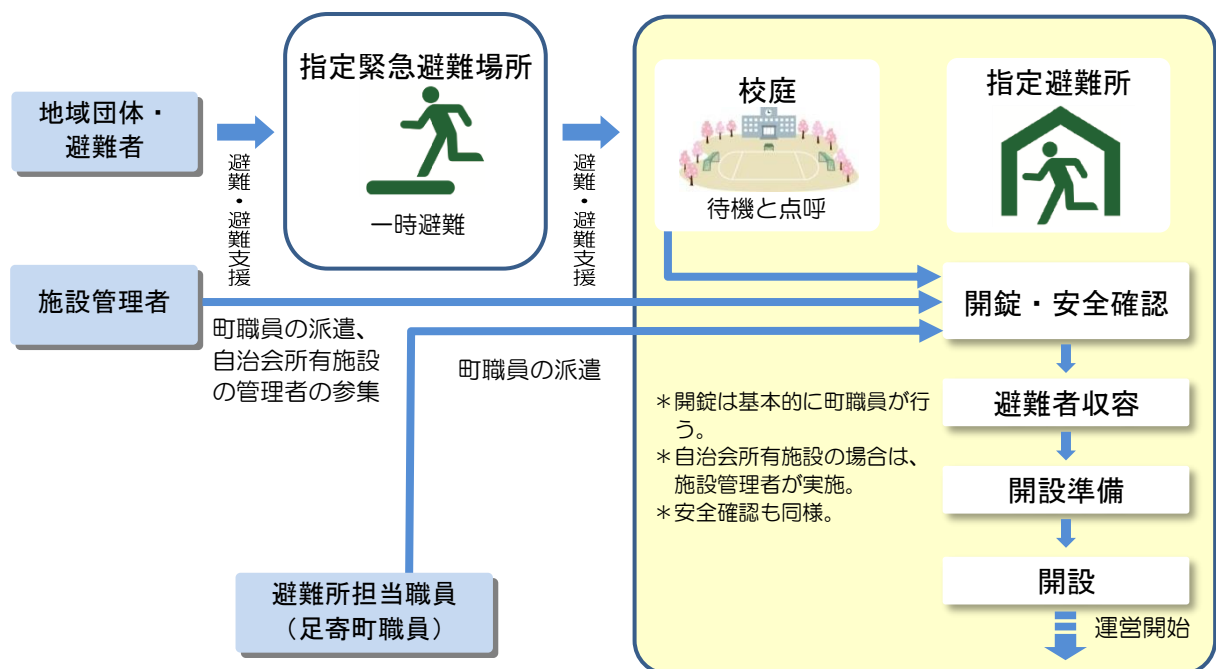 地域団体・
避難者
避難・避難支援
指定緊急避難場所
一時避難
避難・避難支援
校庭
待機と点呼
指定避難所
施設管理者
町職員の派遣、
自治会所有施設
の管理者の参集
町職員の派遣
開錠・安全確認
避難者収容
開設準備
開設
運営開始
＊開錠は基本的に町職員が行
う。
＊自治会所有施設の場合は、
施設管理者が実施。
＊安全確認も同様。
避難所担当職員
（足寄町職員）